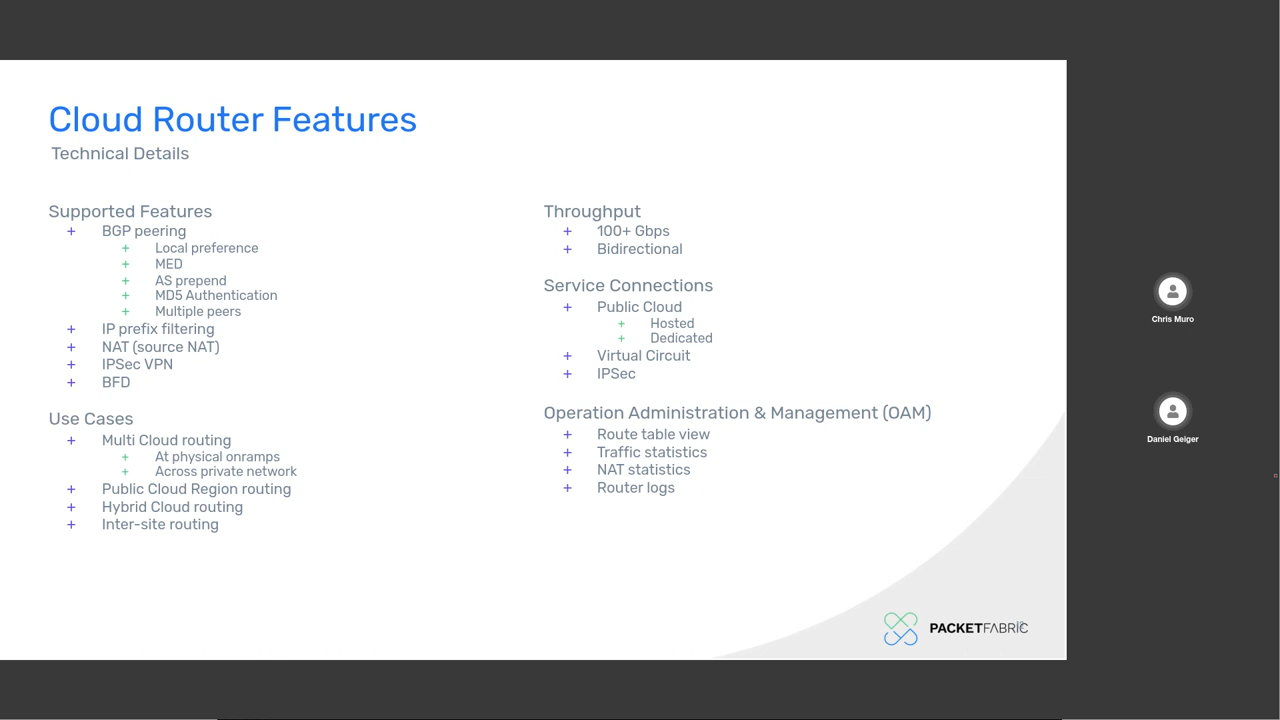 Cloud Router Features
Technical Details
Supported Features
+ BGP peering
+ Local preference
+ MED
+ AS prepend
+ MD5 Authentication
+ Multiple peers
+ IP prefix filtering
+ NAT (source NAT)
+ IPSec VPN
+ BFD
Use Cases
+ Multi Cloud routing
+ At physical onramps
+ Across private network
+ Public Cloud Region routing
+ Hybrid Cloud routing
+ Inter-site routing
Throughput
+ 100+ Gbps
+ Bidirectional
Service Connections
+ Public Cloud
+ Hosted
+ Dedicated
+ Virtual Circuit
+ IPSec
Operation Administration & Management (OAM)
+ Route table view
+ Traffic statistics
+ NAT statistics
+ Router logs
PACKETFABRIC
Chris Muro
Daniel Geiger